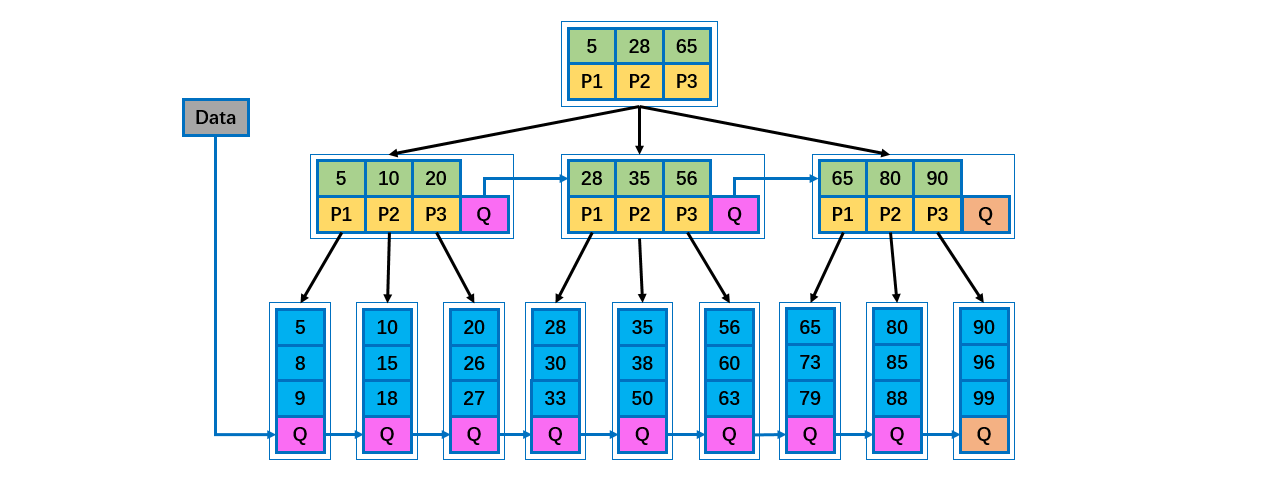 5 28 65
P1 P2 P3
Data
5 10 20
P1 P2 P3 Q
28 35 56
P1 P2 P3 Q
65 80 90
P1 P2 P3 Q
5 10 20 28 35 56 65 80 90
8 15 26 30 38 60 73 85 96
9 18 27 33 50 63 79 88 99
Q Q Q Q Q Q Q Q Q